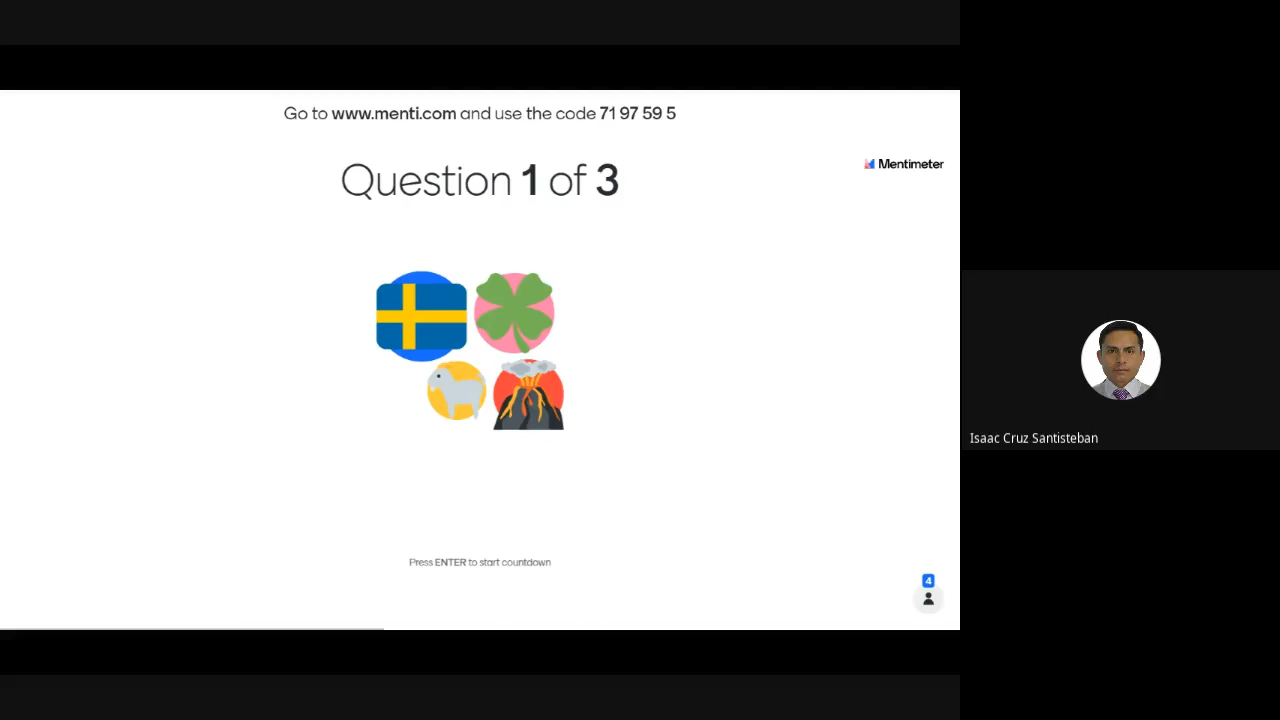 Go to www.menti.com and use the code 71 97 59 5
Mentimeter
Question 1 of 3
Isaac Cruz Santisteban
Press ENTER to start countdown
4